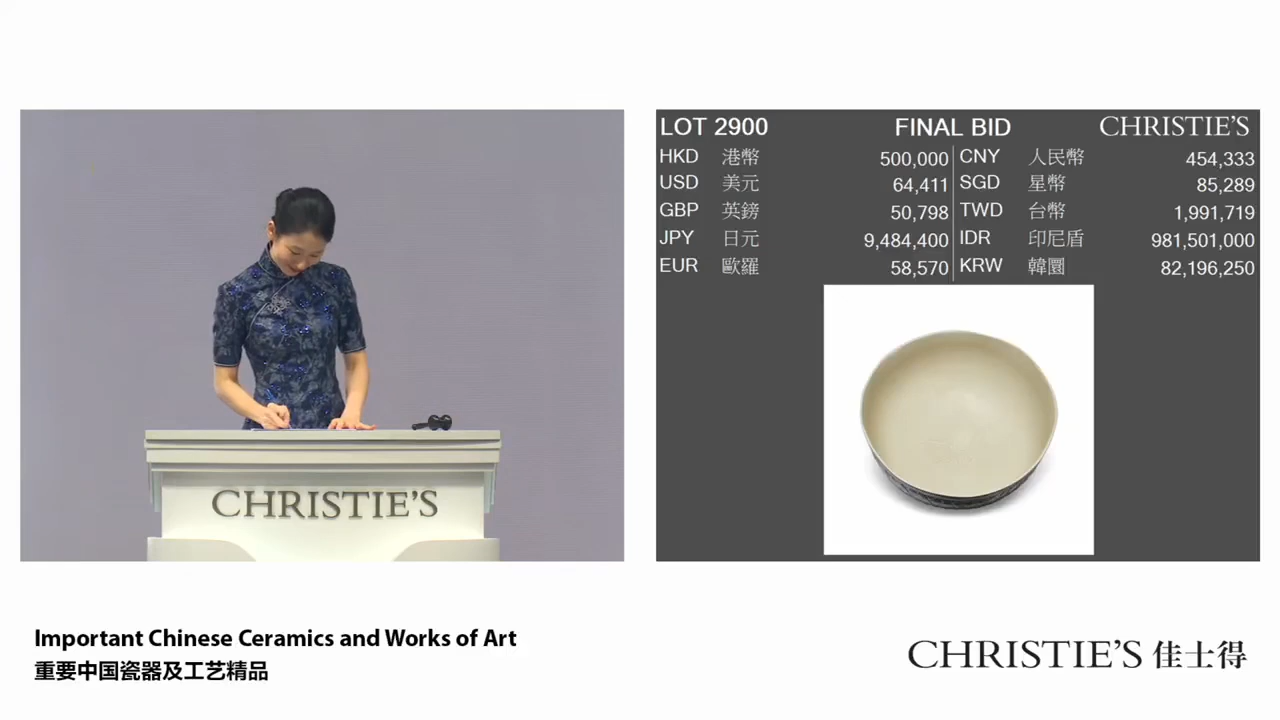 CHRISTIE'S
LOT 2900 FINAL BID CHRISTIE'S
HKD 港幣 500,000 CNY 人民幣 454,333
USD 美元 64,411 SGD 星幣 85,289
GBP 英鎊 50,798 TWD 台幣 1,991,719
JPY 日元 9,484,400 IDR 印尼盾 981,501,000
EUR 歐羅 58,570 KRW 韓圜 82,196,250
Important Chinese Ceramics and Works of Art
重要中国瓷器及工艺精品
CHRISTIE'S 佳士得